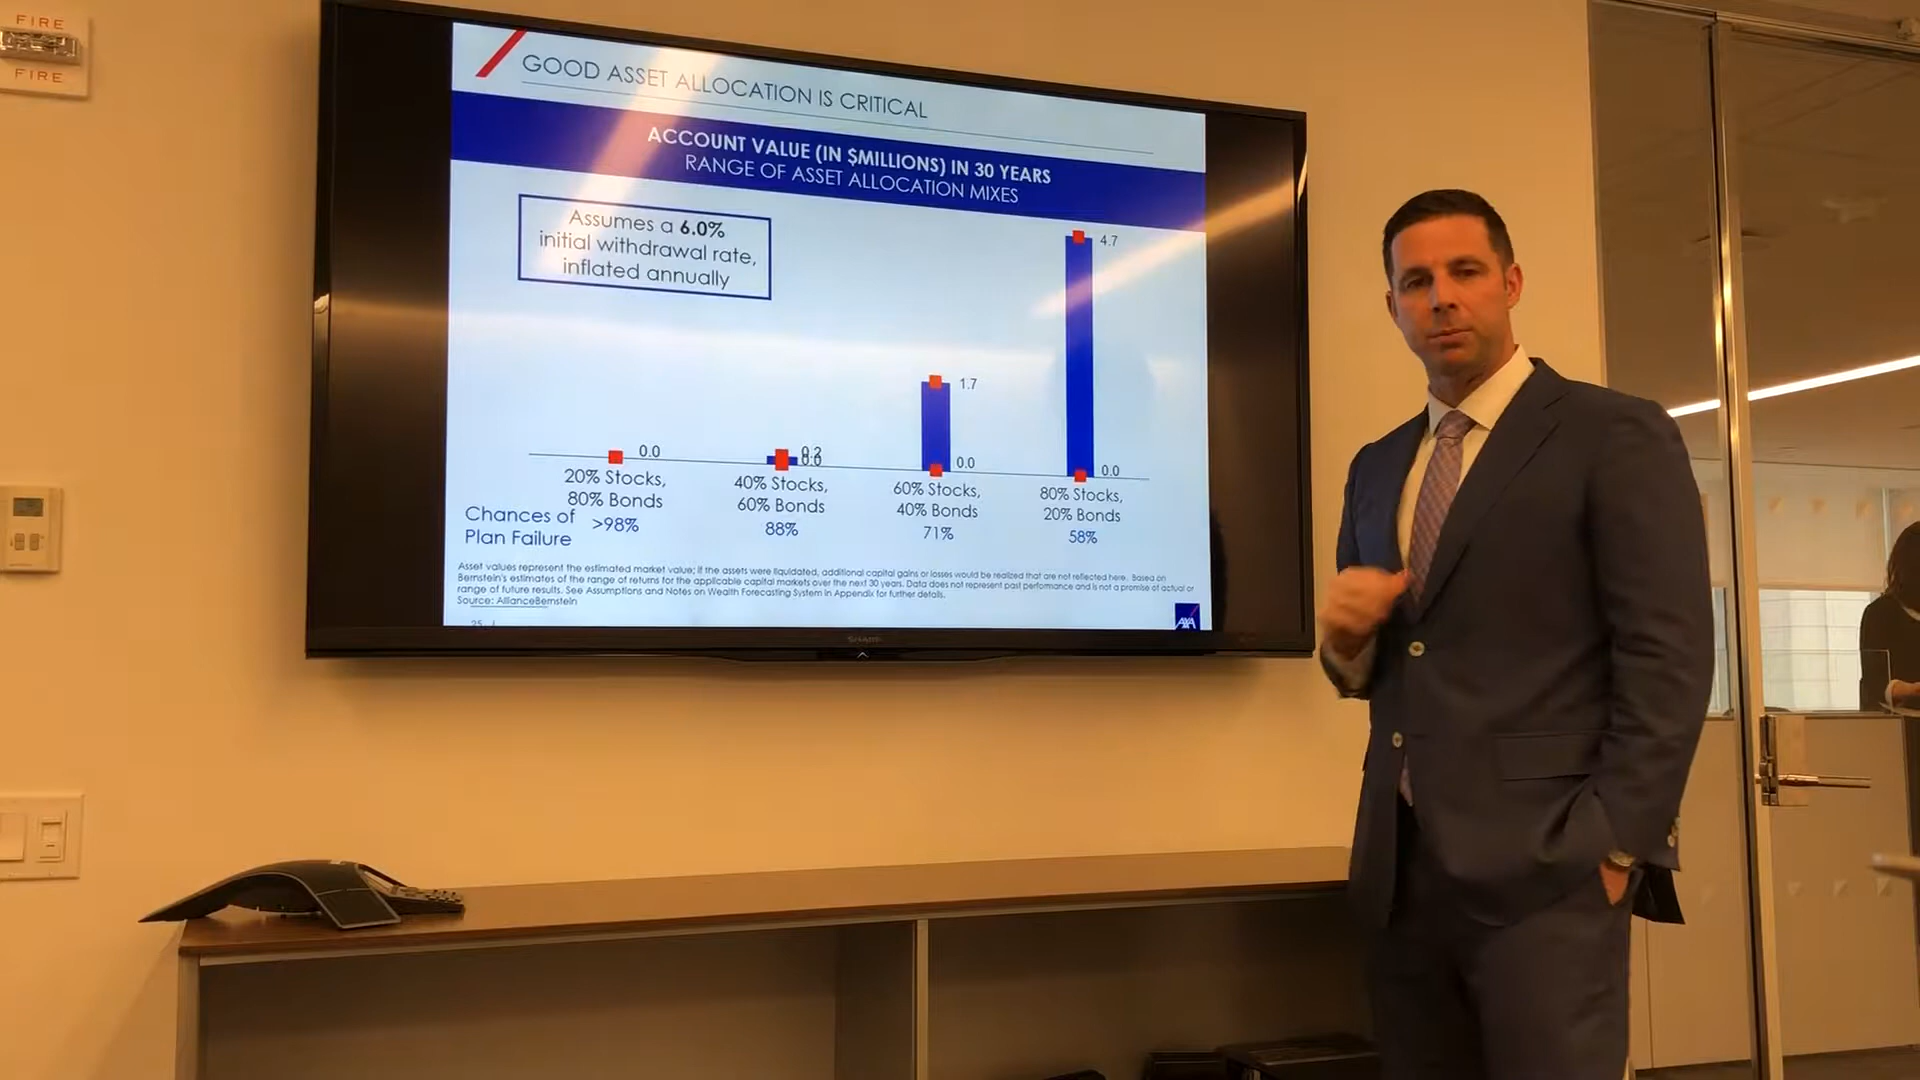 FIRE
FIRE
GOOD ASSET ALLOCATION IS CRITICAL
ACCOUNT VALUE (IN $MILLIONS) IN 30 YEARS
RANGE OF ASSET ALLOCATION MIXES
Assumes a 6.0%
initial withdrawal rate,
inflated annually
4.7
1.7
0.0
0.2
0.0
0.0
0.0
20% Stocks,
80% Bonds
40% Stocks,
60% Bonds
60% Stocks,
40% Bonds
80% Stocks,
20% Bonds
Chances of
Plan Failure
>98%
88%
71%
58%
Asset values represent the estimated market value; if the assets were liquidated, additional capital gains or losses would be realized that are not reflected here. Based on
Bernstein's estimates of the range of returns for the applicable capital markets over the next 30 years. Data does not represent past performance and is not a promise of actual or
range of future results. See Assumptions and Notes on Wealth Forecasting System in Appendix for further details.
Source: AllianceBernstein
AXA
SHARP